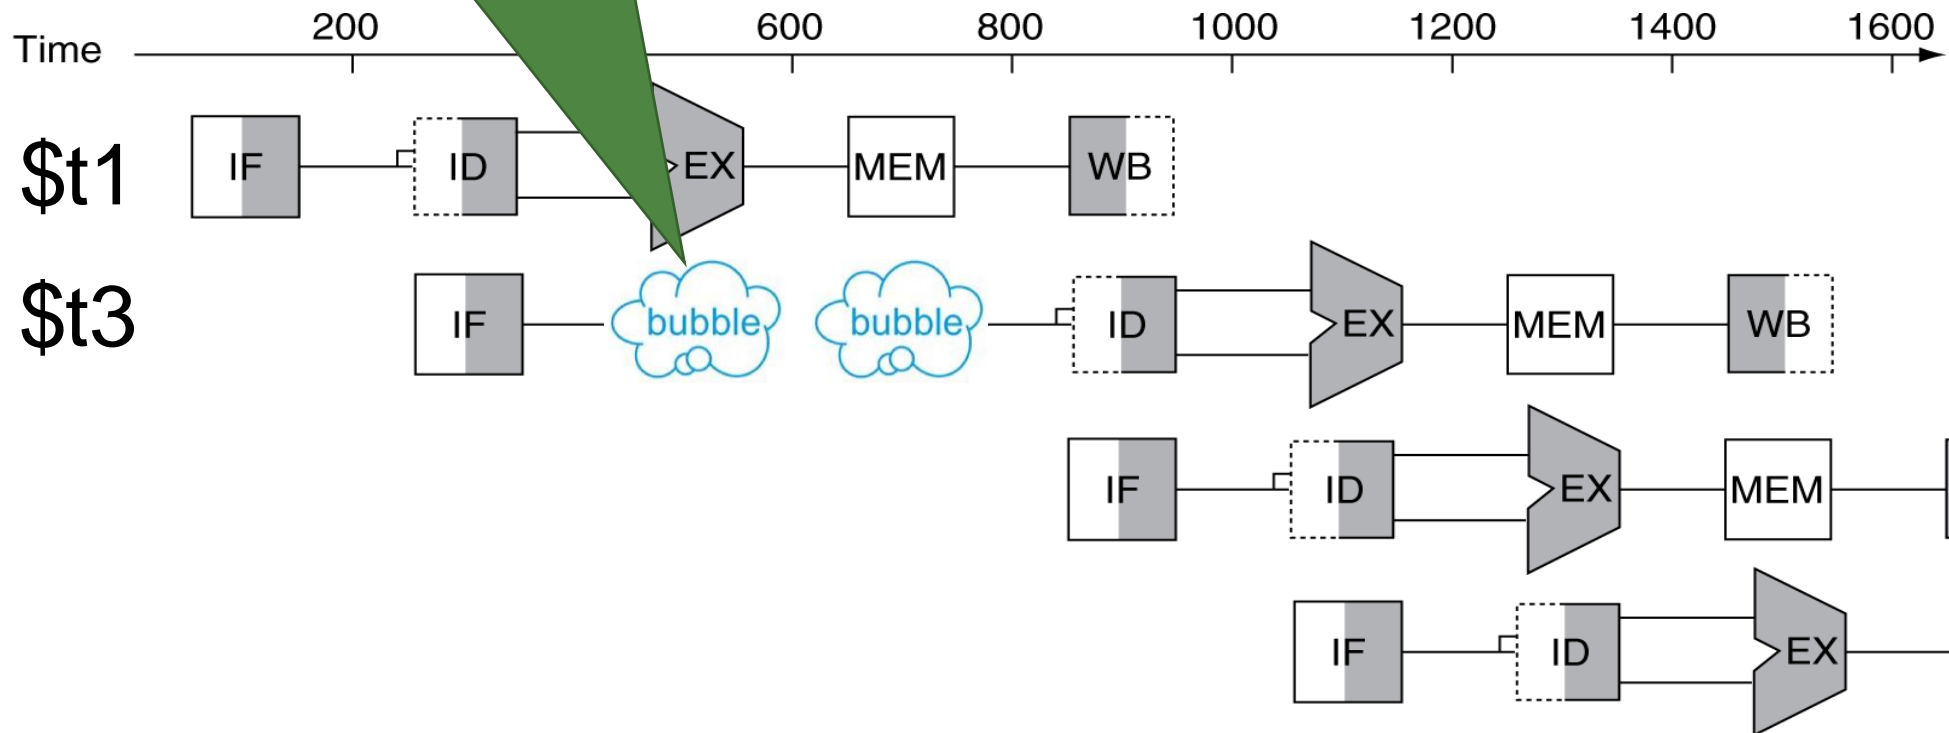 200 600 800 1000 1200 1400 1600
Time
$t1 IF ID EX MEM WB
$t3 IF bubble bubble ID EX MEM WB
IF ID EX MEM
IF ID EX